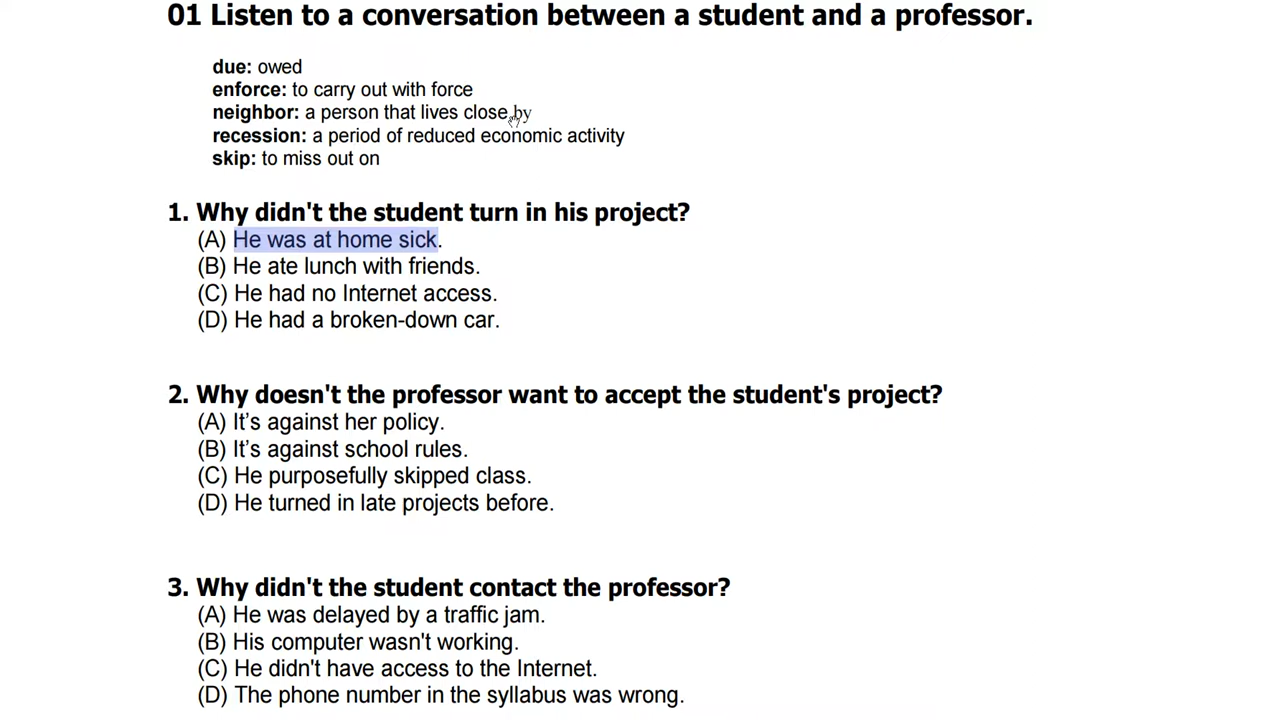 01 Listen to a conversation between a student and a professor.
due: owed
enforce: to carry out with force
neighbor: a person that lives close by
recession: a period of reduced economic activity
skip: to miss out on
1. Why didn't the student turn in his project?
(A) He was at home sick.
(B) He ate lunch with friends.
(C) He had no Internet access.
(D) He had a broken-down car.
2. Why doesn't the professor want to accept the student's project?
(A) It’s against her policy.
(B) It’s against school rules.
(C) He purposefully skipped class.
(D) He turned in late projects before.
3. Why didn't the student contact the professor?
(A) He was delayed by a traffic jam.
(B) His computer wasn't working.
(C) He didn't have access to the Internet.
(D) The phone number in the syllabus was wrong.